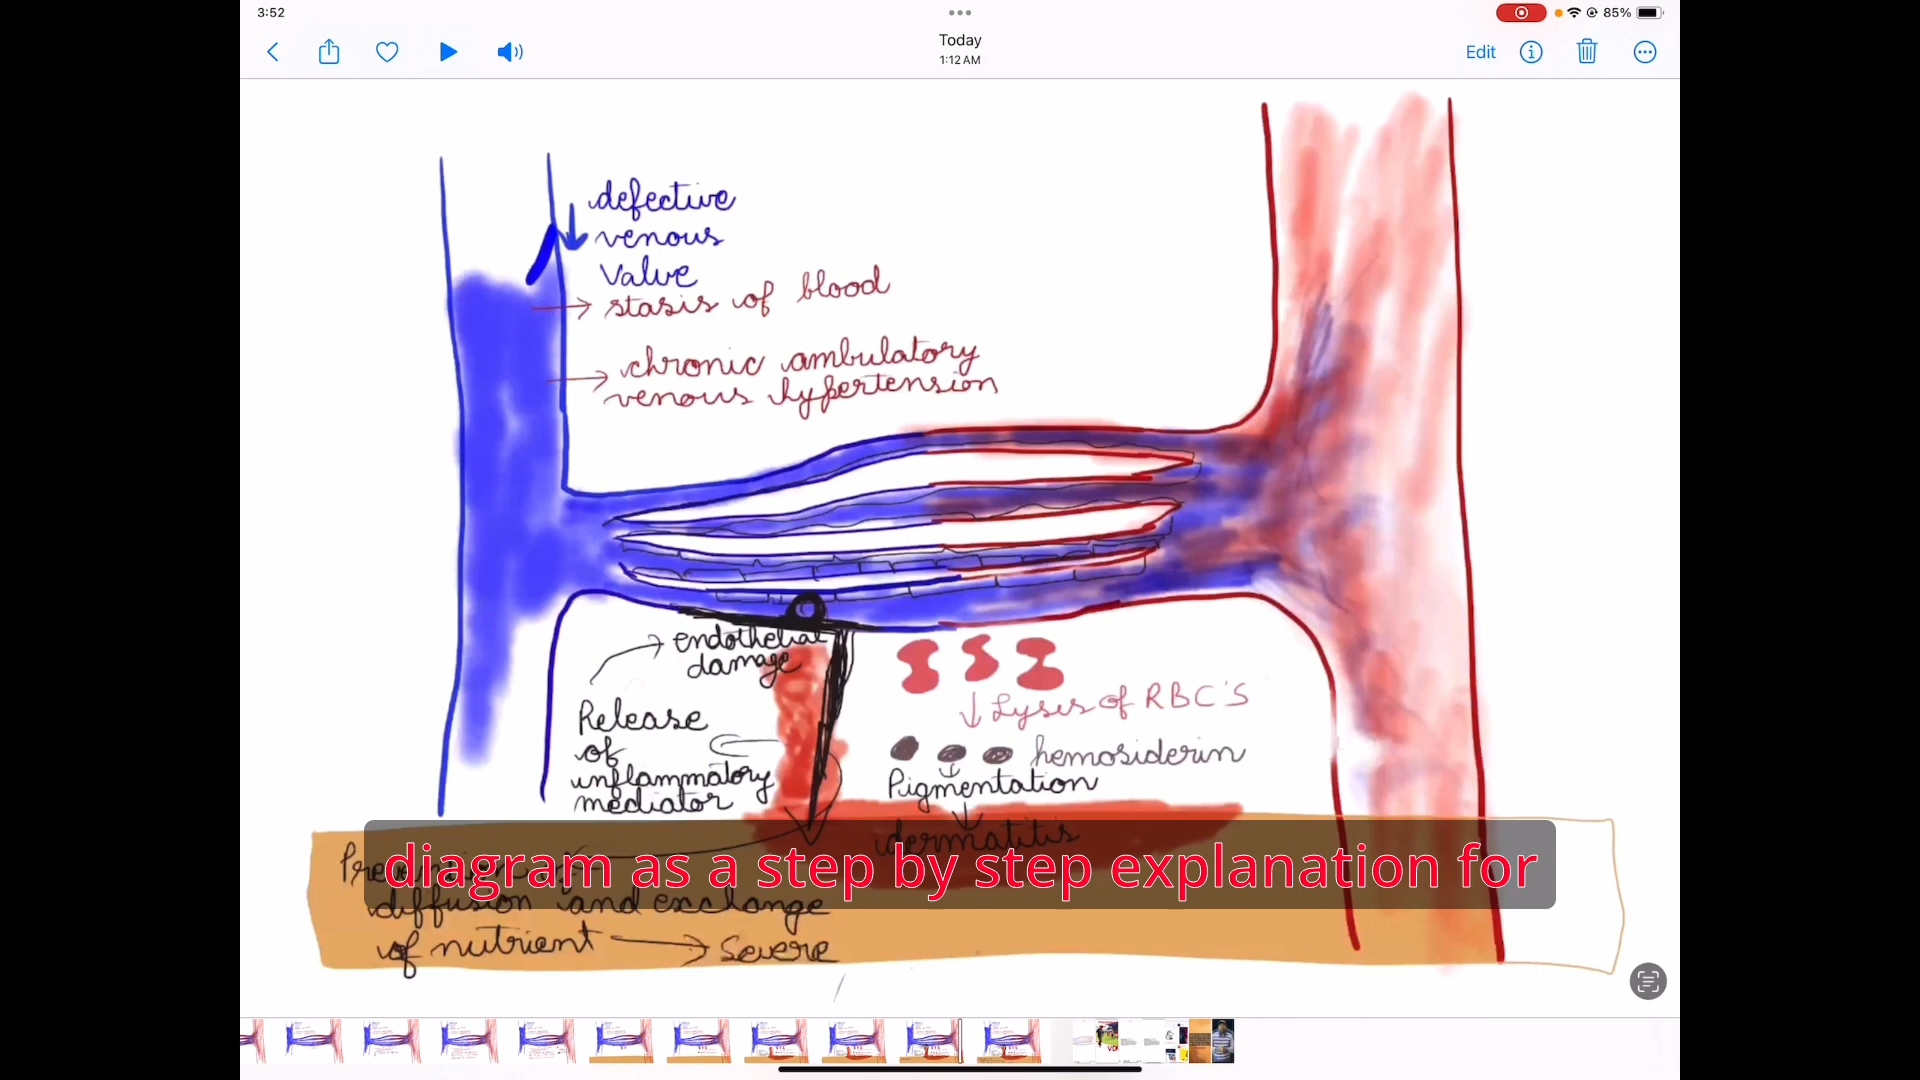 3:52
85%
Today
1:12 AM
Edit
defective
venous
valve
stasis of blood
chronic ambulatory
venous hypertension
endothelial
damage
Release
of
inflammatory
mediator
Lysis of RBC'S
hemosiderin
Pigmentation
dermatitis
diagram as a step by step explanation for
diffusion and exchange
of nutrient
Severe